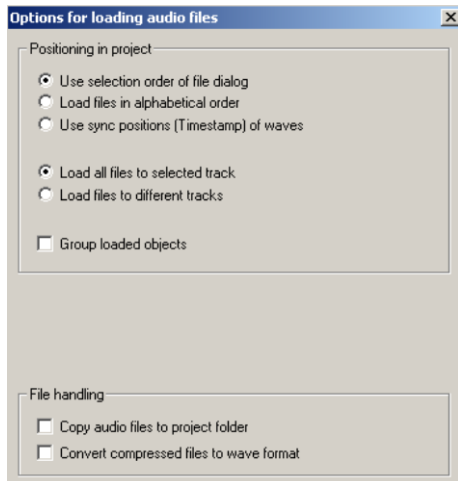 Options for loading audio files
Positioning in project
Use selection order of file dialog
Load files in alphabetical order
Use sync positions (Timestamp) of waves
Load all files to selected track
Load files to different tracks
Group loaded objects
File handling
Copy audio files to project folder
Convert compressed files to wave format